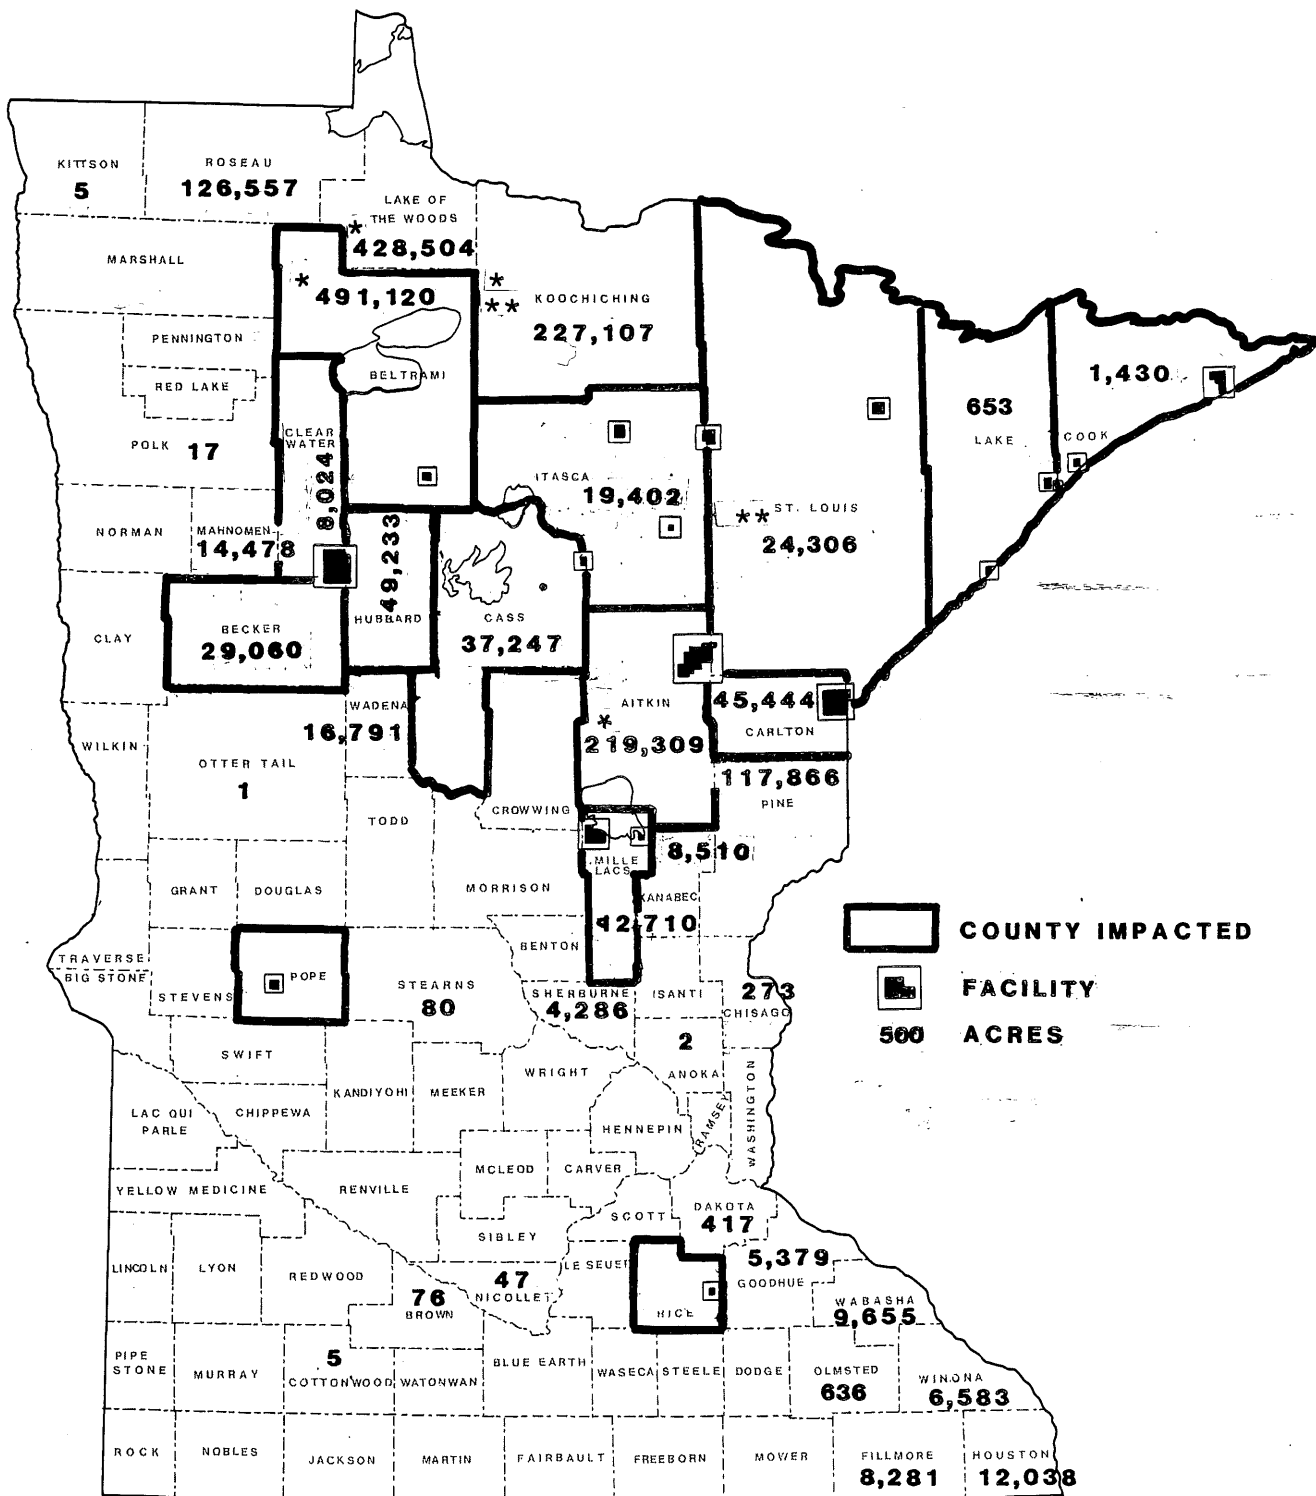 KITTSON
5
ROSEAU
126,557
LAKE OF
THE WOODS
*
428,504
MARSHALL
*
491,120
BELTRAMI
*
**
KOOCHICHING
227,107
PENNINGTON
RED LAKE
POLK 17
CLEAR
WATER
8,024
ITASCA
19,402
** ST. LOUIS
24,306
653
LAKE
1,430
COOK
NORMAN
MAHNOMEN
14,478
CLAY
BECKER
29,060
HUBBARD
49,233
CASS
37,247
AITKIN
*
219,309
45,444
CARLTON
WADENA
16,791
WILKIN
OTTER TAIL
1
TODD
CROWWING
117,866
PINE
MILLE
LACS
12,710
8,510
KANABEC
GRANT
DOUGLAS
MORRISON
BENTON
TRAVERSE
BIG STONE
STEVENS
POPE
STEARNS
80
SHERBURNE
4,286
ISANTI
273
CHISAGO
2
ANOKA
COUNTY IMPACTED
FACILITY
500 ACRES
SWIFT
KANDIYOHI
MEEKER
WRIGHT
LAC QUI
PARLE
CHIPPEWA
HENNEPIN
RAMSEY
WASHINGTON
YELLOW MEDICINE
RENVILLE
MCLEOD
CARVER
SCOTT
DAKOTA
417
SIBLEY
LINCOLN
LYON
REDWOOD
76
BROWN
47
NICOLLET
LE SEUER
RICE
5,379
GOODHUE
WABASHA
9,655
PIPE
STONE
MURRAY
5
COTTONWOOD
WATONWAN
BLUE EARTH
WASECA
STEELE
DODGE
OLMSTED
636
WINONA
6,583
ROCK
NOBLES
JACKSON
MARTIN
FAIRBAULT
FREEBORN
MOWER
FILLMORE
8,281
HOUSTON
12,038